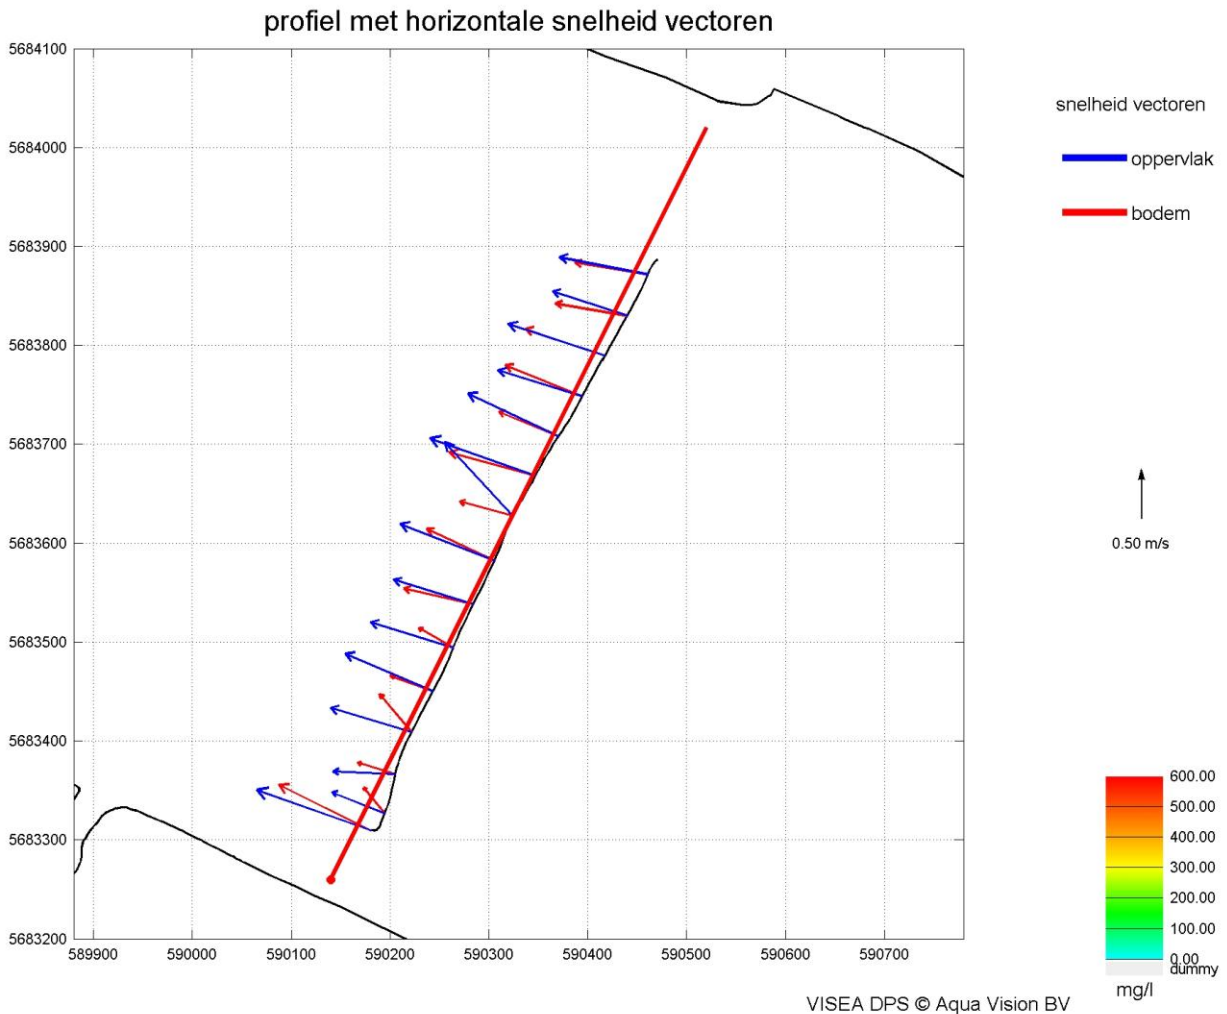 profiel met horizontale snelheid vectoren
5684100
5684000
5683900
5683800
5683700
5683600
5683500
5683400
5683300
5683200
589900 590000 590100 590200 590300 590400 590500 590600 590700
snelheid vectoren
oppervlak
bodem
0.50 m/s
600.00
500.00
400.00
300.00
200.00
100.00
0.00
dummy
mg/l
VISEA DPS © Aqua Vision BV